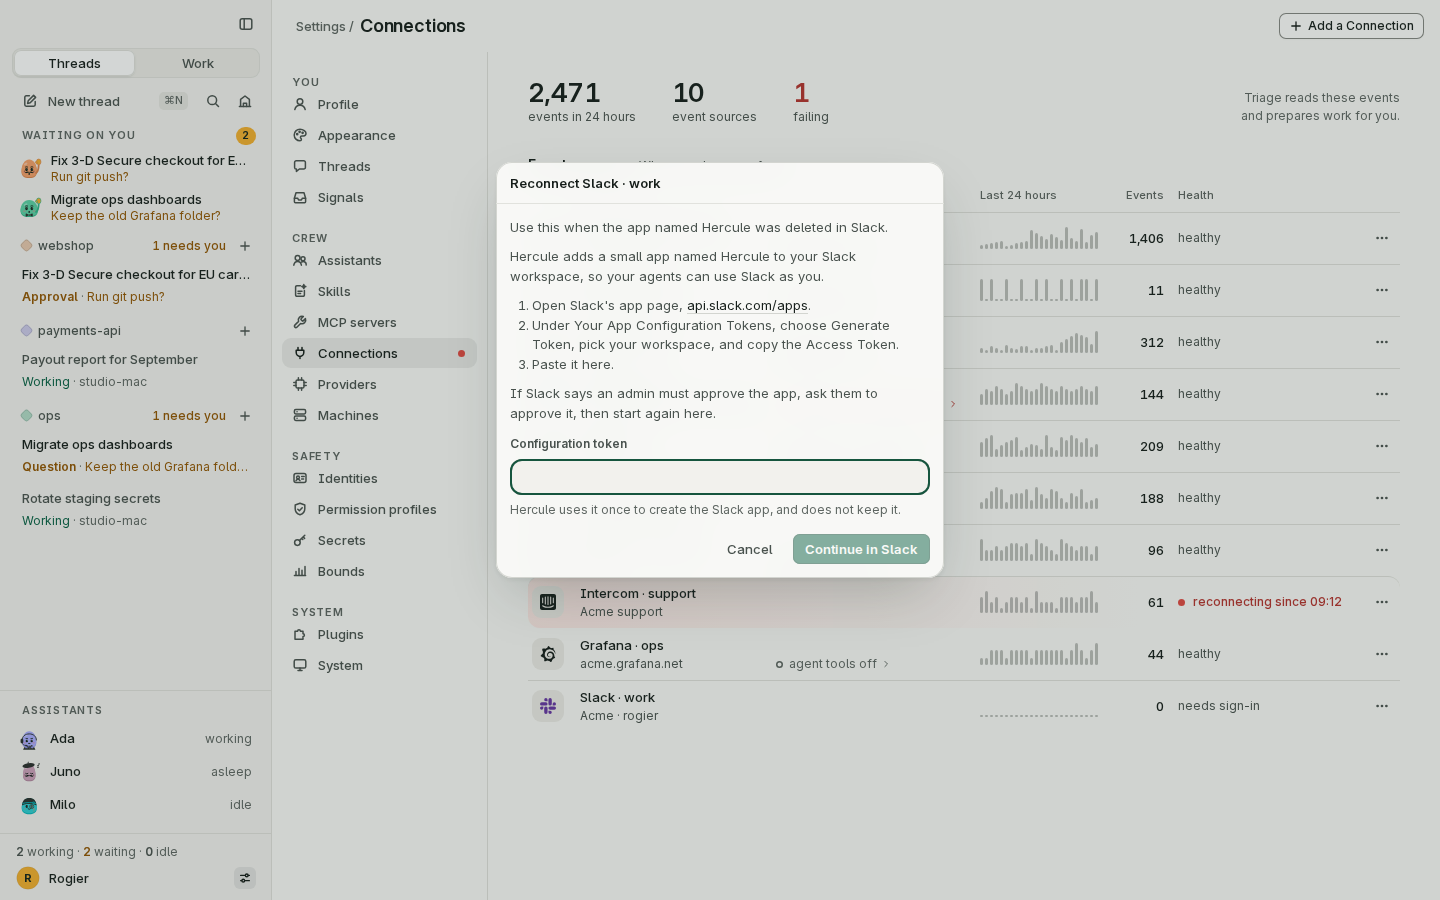 Threads
Work
New thread
⌘N
WAITING ON YOU
2
Fix 3-D Secure checkout for E…
Run git push?
Migrate ops dashboards
Keep the old Grafana folder?
webshop
1 needs you
Fix 3-D Secure checkout for EU car…
Approval · Run git push?
payments-api
Payout report for September
Working · studio-mac
ops
1 needs you
Migrate ops dashboards
Question · Keep the old Grafana fold…
Rotate staging secrets
Working · studio-mac
ASSISTANTS
Ada
working
Juno
asleep
Milo
idle
2 working · 2 waiting · 0 idle
R
Rogier
Settings / Connections
Add a Connection
YOU
Profile
Appearance
Threads
Signals
CREW
Assistants
Skills
MCP servers
Connections
Providers
Machines
SAFETY
Identities
Permission profiles
Secrets
Bounds
SYSTEM
Plugins
System
2,471
events in 24 hours
10
event sources
1
failing
Triage reads these events
and prepares work for you.
Last 24 hours
Events
Health
1,406
healthy
11
healthy
312
healthy
144
healthy
209
healthy
188
healthy
96
healthy
Reconnect Slack · work
Use this when the app named Hercule was deleted in Slack.
Hercule adds a small app named Hercule to your Slack
workspace, so your agents can use Slack as you.
1. Open Slack's app page, api.slack.com/apps.
2. Under Your App Configuration Tokens, choose Generate
Token, pick your workspace, and copy the Access Token.
3. Paste it here.
If Slack says an admin must approve the app, ask them to
approve it, then start again here.
Configuration token
Hercule uses it once to create the Slack app, and does not keep it.
Cancel
Continue in Slack
Intercom · support
Acme support
61
reconnecting since 09:12
Grafana · ops
acme.grafana.net
agent tools off
44
healthy
Slack · work
Acme · rogier
0
needs sign-in